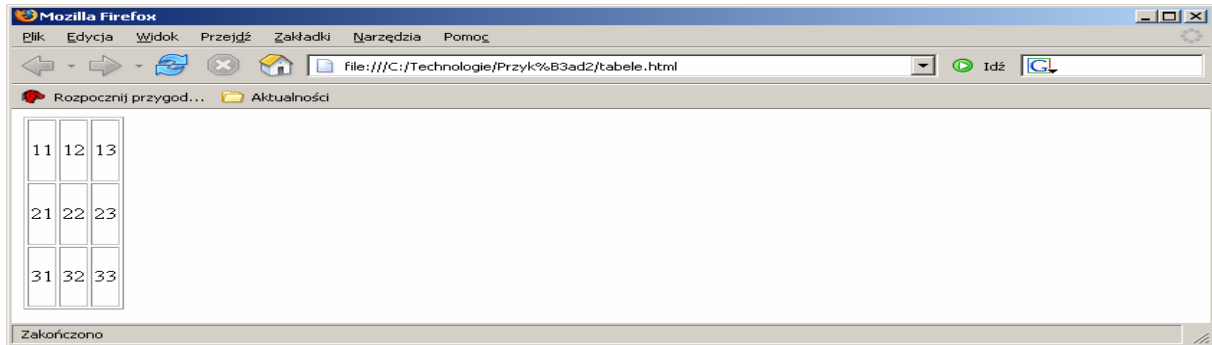 Mozilla Firefox
Plik Edycja Widok Przejdź Zakładki Narzędzia Pomoc
file:///C:/Technologie/Przyk%B3ad2/tabele.html Idź G
Rozpocznij przygod... Aktualności
11 12 13
21 22 23
31 32 33
Zakończono